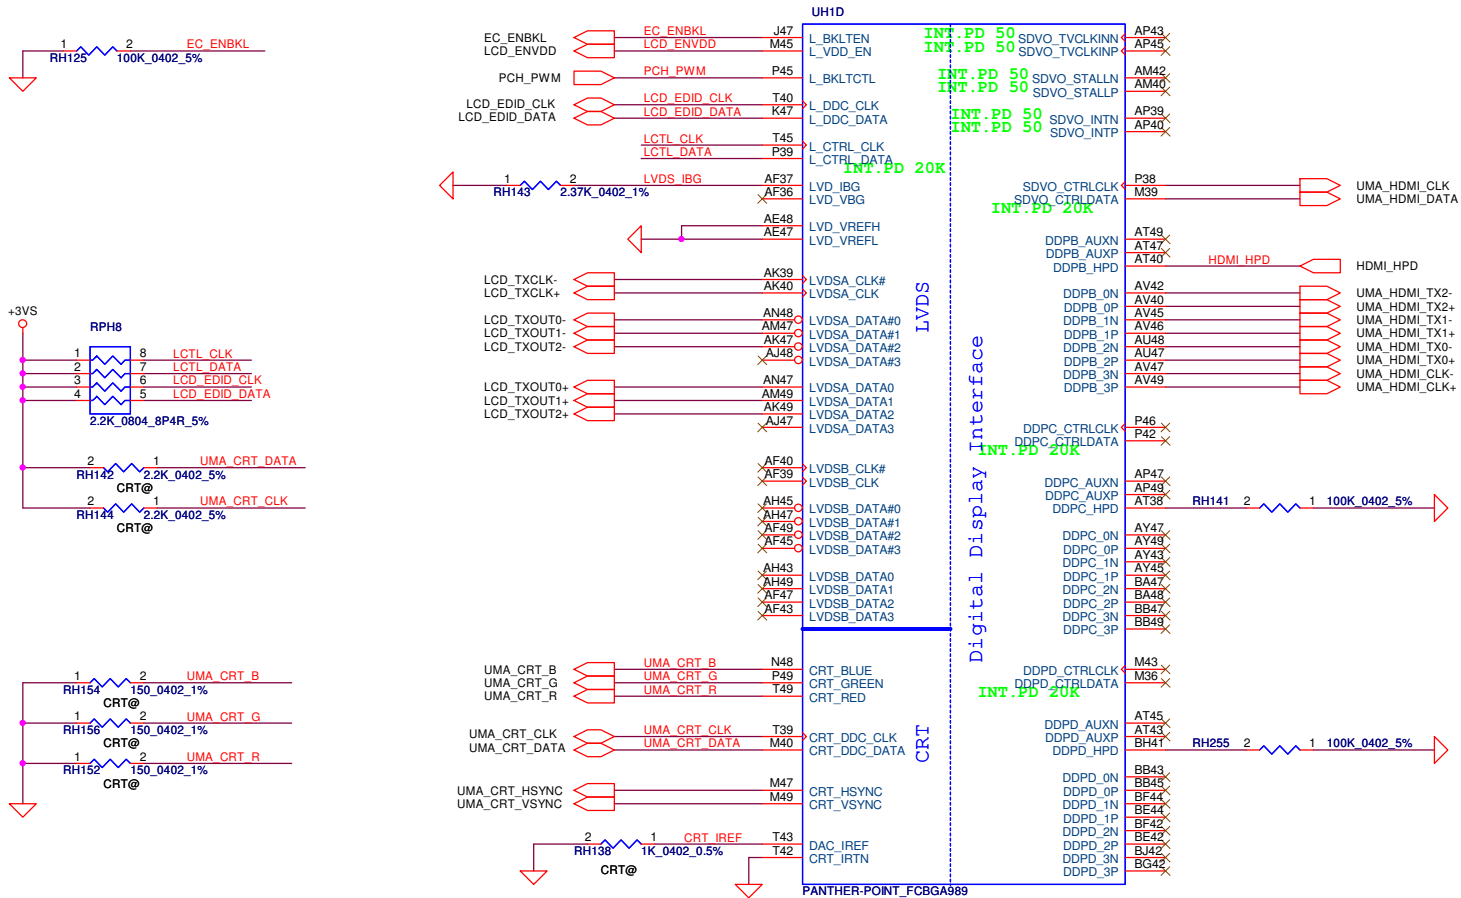 UH1D
1 2 EC_ENBKL
RH125 100K_0402_5%
+3VS
RPH8
1 8 LCTL_CLK
2 7 LCTL_DATA
3 6 LCD_EDID_CLK
4 5 LCD_EDID_DATA
2.2K_0804_8P4R_5%
2 1 UMA_CRT_DATA
RH142 2.2K_0402_5%
CRT@
2 1 UMA_CRT_CLK
RH144 2.2K_0402_5%
CRT@
1 2 UMA_CRT_B
RH154 150_0402_1%
CRT@
1 2 UMA_CRT_G
RH156 150_0402_1%
CRT@
1 2 UMA_CRT_R
RH152 150_0402_1%
CRT@
EC_ENBKL EC_ENBKL J47 L_BKLTEN
LCD_ENVDD LCD_ENVDD M45 L_VDD_EN
PCH_PWM PCH_PWM P45 L_BKLTCTL
LCD_EDID_CLK LCD_EDID_CLK T40 L_DDC_CLK
LCD_EDID_DATA LCD_EDID_DATA K47 L_DDC_DATA
LCTL_CLK T45 L_CTRL_CLK
LCTL_DATA P39 L_CTRL_DATA
INT.PD 20K
1 2 LVDS_IBG AF37 LVD_IBG
RH143 2.37K_0402_1% AF36 LVD_VBG
AE48 LVD_VREFH
AE47 LVD_VREFL
LCD_TXCLK- AK39 LVDSA_CLK#
LCD_TXCLK+ AK40 LVDSA_CLK
LCD_TXOUT0- AN48 LVDSA_DATA#0
LCD_TXOUT1- AM47 LVDSA_DATA#1
LCD_TXOUT2- AK47 LVDSA_DATA#2
AJ48 LVDSA_DATA#3
LCD_TXOUT0+ AN47 LVDSA_DATA0
LCD_TXOUT1+ AM49 LVDSA_DATA1
LCD_TXOUT2+ AK49 LVDSA_DATA2
AJ47 LVDSA_DATA3
AF40 LVDSB_CLK#
AF39 LVDSB_CLK
AH45 LVDSB_DATA#0
AH47 LVDSB_DATA#1
AF49 LVDSB_DATA#2
AF45 LVDSB_DATA#3
AH43 LVDSB_DATA0
AH49 LVDSB_DATA1
AF47 LVDSB_DATA2
AF43 LVDSB_DATA3
UMA_CRT_B UMA_CRT_B N48 CRT_BLUE
UMA_CRT_G UMA_CRT_G P49 CRT_GREEN
UMA_CRT_R UMA_CRT_R T49 CRT_RED
UMA_CRT_CLK UMA_CRT_CLK T39 CRT_DDC_CLK
UMA_CRT_DATA UMA_CRT_DATA M40 CRT_DDC_DATA
UMA_CRT_HSYNC M47 CRT_HSYNC
UMA_CRT_VSYNC M49 CRT_VSYNC
2 1 CRT_IREF T43 DAC_IREF
RH138 1K_0402_0.5% T42 CRT_IRTN
CRT@
LVDS
CRT
Digital Display Interface
INT.PD 50 SDVO_TVCLKINN AP43
INT.PD 50 SDVO_TVCLKINP AP45
INT.PD 50 SDVO_STALLN AM42
INT.PD 50 SDVO_STALLP AM40
INT.PD 50 SDVO_INTN AP39
INT.PD 50 SDVO_INTP AP40
SDVO_CTRLCLK P38 UMA_HDMI_CLK
SDVO_CTRLDATA M39 UMA_HDMI_DATA
INT.PD 20K
DDPB_AUXN AT49
DDPB_AUXP AT47
DDPB_HPD AT40 HDMI_HPD HDMI_HPD
DDPB_0N AV42 UMA_HDMI_TX2-
DDPB_0P AV40 UMA_HDMI_TX2+
DDPB_1N AV45 UMA_HDMI_TX1-
DDPB_1P AV46 UMA_HDMI_TX1+
DDPB_2N AU48 UMA_HDMI_TX0-
DDPB_2P AU47 UMA_HDMI_TX0+
DDPB_3N AV47 UMA_HDMI_CLK-
DDPB_3P AV49 UMA_HDMI_CLK+
DDPC_CTRLCLK P46
DDPC_CTRLDATA P42
INT.PD 20K
DDPC_AUXN AP47
DDPC_AUXP AP49
DDPC_HPD AT38 RH141 2 1 100K_0402_5%
DDPC_0N AY47
DDPC_0P AY49
DDPC_1N AY43
DDPC_1P AY45
DDPC_2N BA47
DDPC_2P BA48
DDPC_3N BB47
DDPC_3P BB49
DDPD_CTRLCLK M43
DDPD_CTRLDATA M36
INT.PD 20K
DDPD_AUXN AT45
DDPD_AUXP AT43
DDPD_HPD BH41 RH255 2 1 100K_0402_5%
DDPD_0N BB43
DDPD_0P BB45
DDPD_1N BF44
DDPD_1P BE44
DDPD_2N BF42
DDPD_2P BE42
DDPD_3N BJ42
DDPD_3P BG42
PANTHER-POINT_FCBGA989